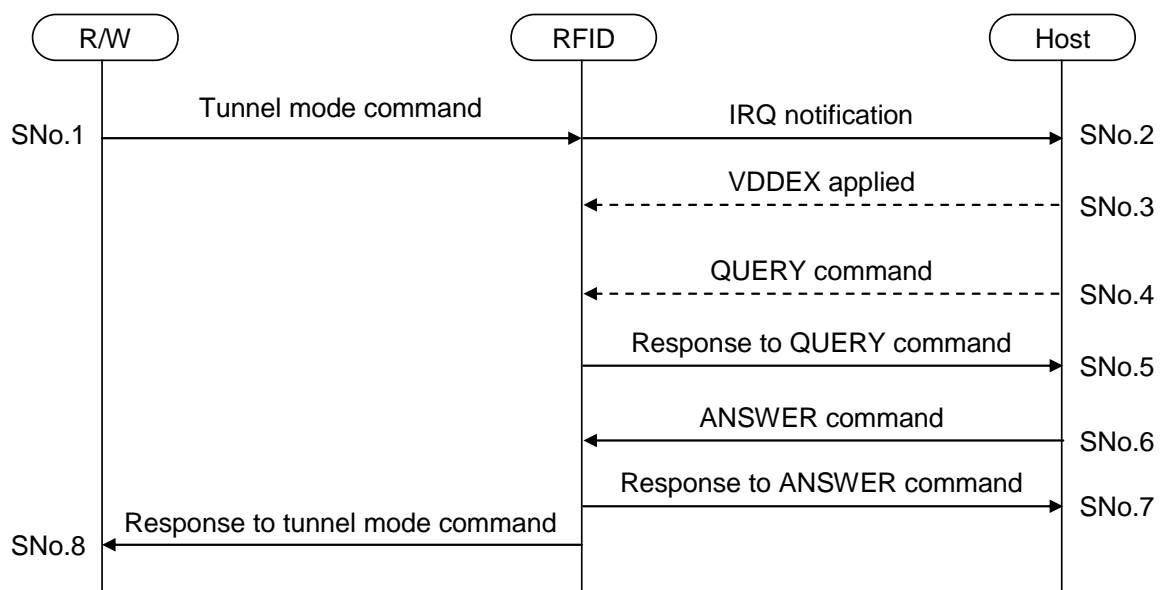 R/W
RFID
Host
Tunnel mode command
IRQ notification
SNo.1
SNo.2
VDDEX applied
SNo.3
QUERY command
SNo.4
Response to QUERY command
SNo.5
ANSWER command
SNo.6
Response to ANSWER command
SNo.7
Response to tunnel mode command
SNo.8